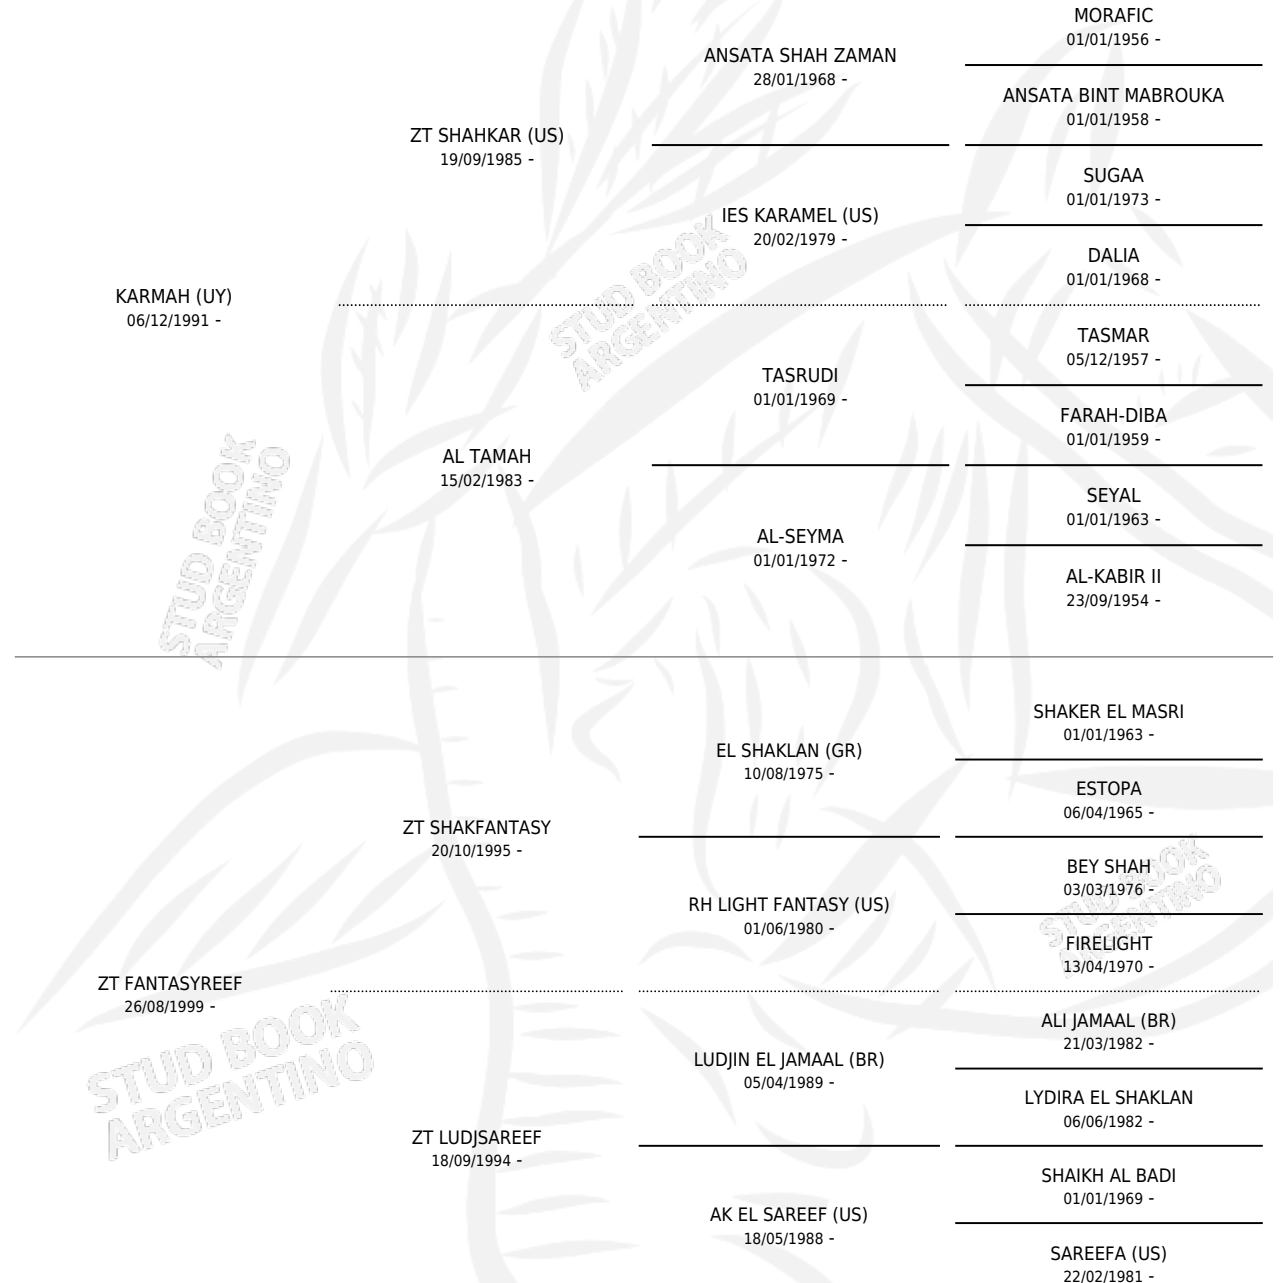 MORAFIC
01/01/1956 -
ANSATA SHAH ZAMAN
28/01/1968 -
ANSATA BINT MABROUKA
01/01/1958 -
ZT SHAHKAR (US)
19/09/1985 -
SUGAA
01/01/1973 -
IES KARAMEL (US)
20/02/1979 -
DALIA
01/01/1968 -
KARMAH (UY)
06/12/1991 -
TASMAR
05/12/1957 -
TASRUDI
01/01/1969 -
FARAH-DIBA
01/01/1959 -
AL TAMAH
15/02/1983 -
SEYAL
01/01/1963 -
AL-SEYMA
01/01/1972 -
AL-KABIR II
23/09/1954 -
STUD BOOK
ARGENTINO
STUD BOOK
ARGENTINO
SHAKER EL MASRI
01/01/1963 -
EL SHAKLAN (GR)
10/08/1975 -
ESTOPA
06/04/1965 -
ZT SHAKFANTASY
20/10/1995 -
BEY SHAH
03/03/1976 -
RH LIGHT FANTASY (US)
01/06/1980 -
FIRELIGHT
13/04/1970 -
ZT FANTASYREEF
26/08/1999 -
ALI JAMAAL (BR)
21/03/1982 -
LUDJIN EL JAMAAL (BR)
05/04/1989 -
LYDIRA EL SHAKLAN
06/06/1982 -
ZT LUDJSAREEF
18/09/1994 -
SHAIKH AL BADI
01/01/1969 -
AK EL SAREEF (US)
18/05/1988 -
SAREEFA (US)
22/02/1981 -
STUD BOOK
ARGENTINO
STUD BOOK
ARGENTINO